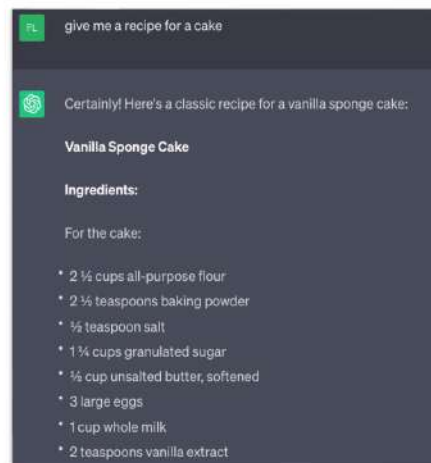 FL
give me a recipe for a cake
Certainly! Here's a classic recipe for a vanilla sponge cake:
Vanilla Sponge Cake
Ingredients:
For the cake:
• 2 ½ cups all-purpose flour
• 2 ½ teaspoons baking powder
• ½ teaspoon salt
• 1 ¾ cups granulated sugar
• ½ cup unsalted butter, softened
• 3 large eggs
• 1 cup whole milk
• 2 teaspoons vanilla extract